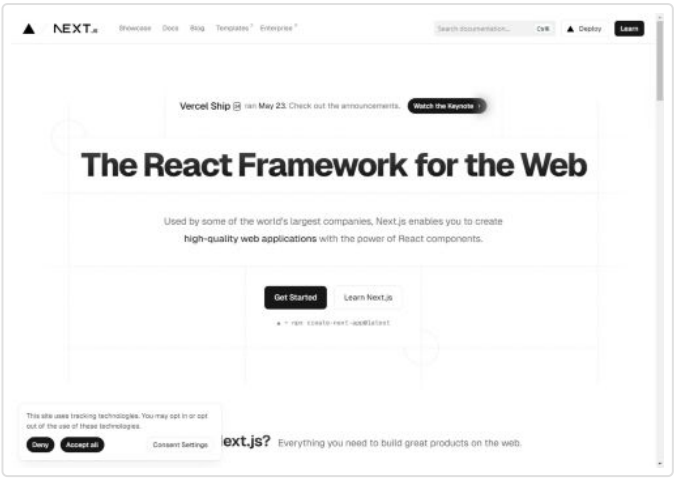 NEXT.JS
Showcase Docs Blog Templates Enterprise
Search documentation... CtrlK
Deploy
Learn
Vercel Ship 24 ran May 23. Check out the announcements.
Watch the Keynote
The React Framework for the Web
Used by some of the world's largest companies, Next.js enables you to create
high-quality web applications with the power of React components.
Get Started
Learn Next.js
▲ ~ npx create-next-app@latest
This site uses tracking technologies. You may opt in or opt
out of the use of these technologies.
Deny
Accept all
Consent Settings
ext.js? Everything you need to build great products on the web.